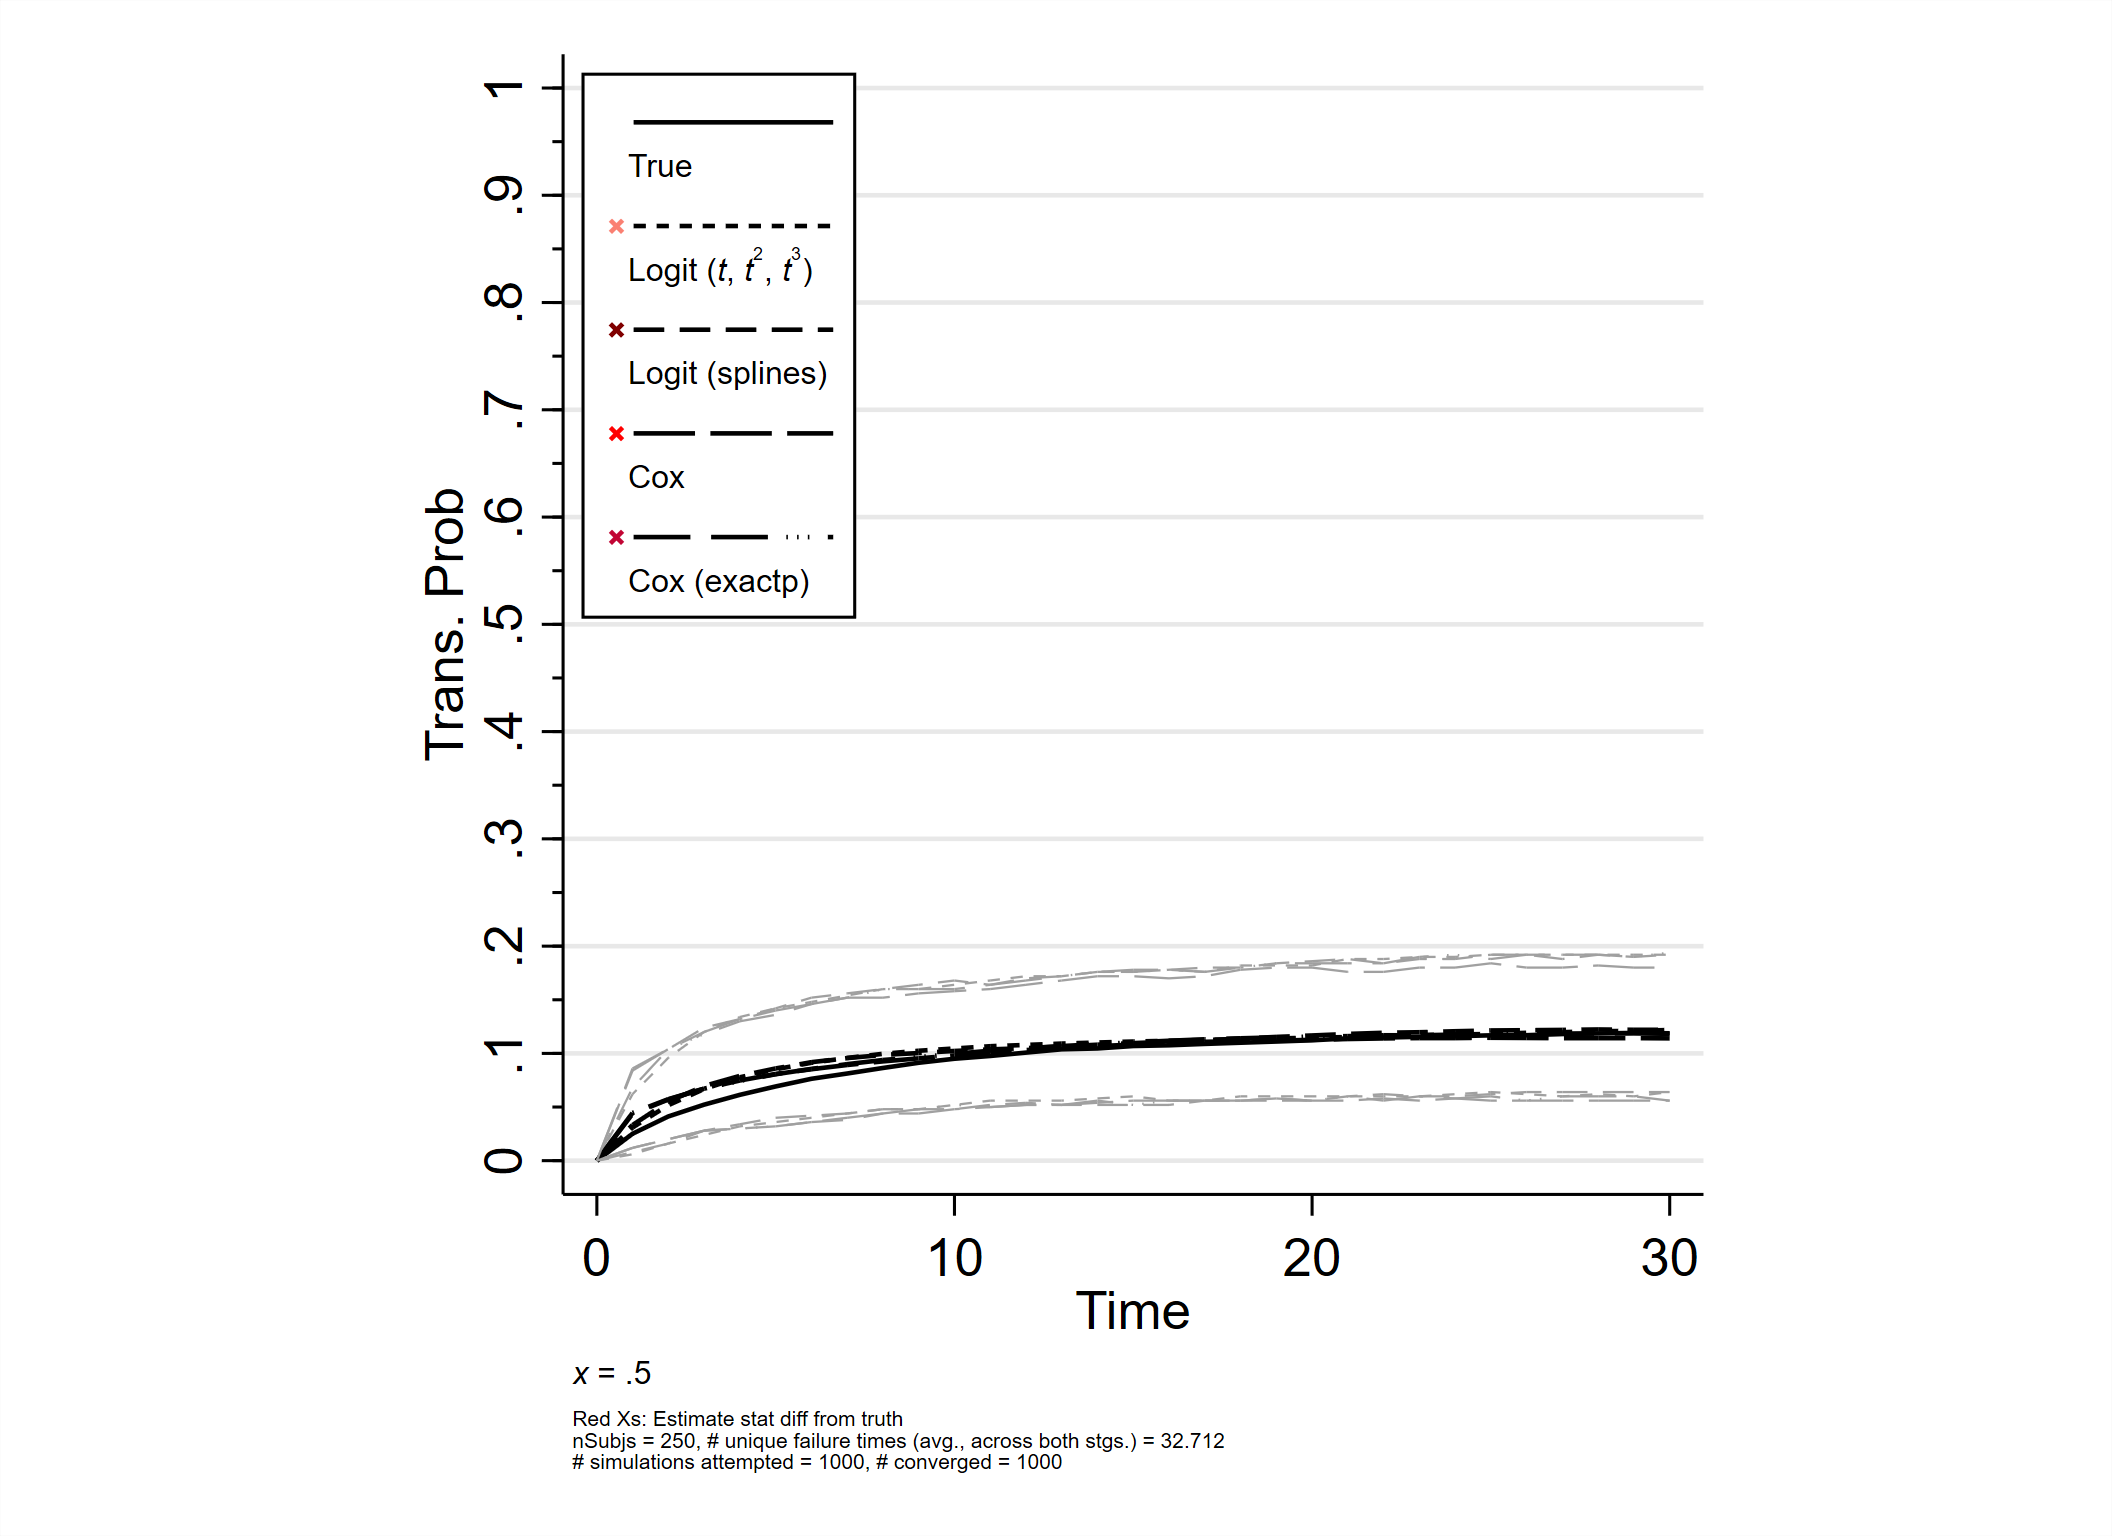 1
.9
.8
.7
.6
.5
.4
.3
.2
.1
0
Trans. Prob
True
Logit (t, t², t³)
Logit (splines)
Cox
Cox (exactp)
0 10 20 30
Time
x = .5
Red Xs: Estimate stat diff from truth
nSubjs = 250, # unique failure times (avg., across both stgs.) = 32.712
# simulations attempted = 1000, # converged = 1000